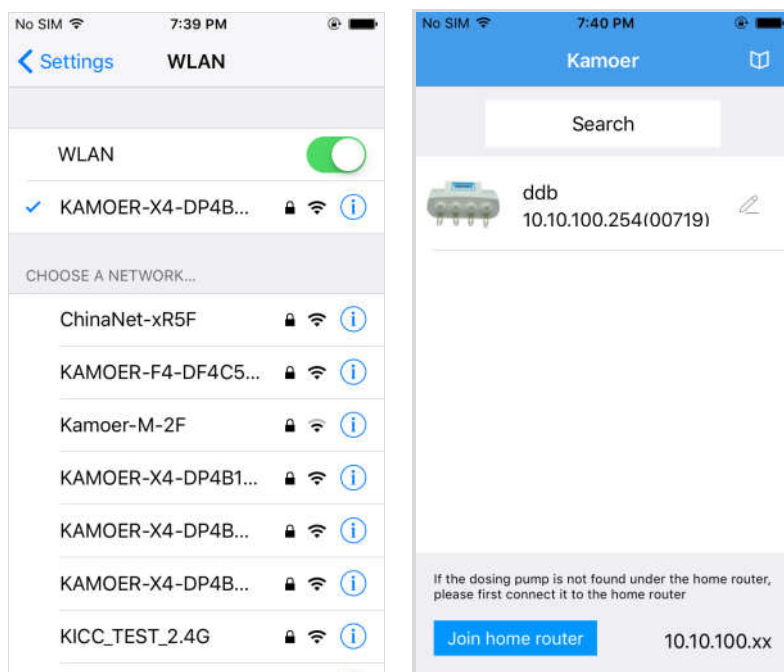 No SIM 7:39 PM
Settings WLAN
WLAN
KAMOER-X4-DP4B...
CHOOSE A NETWORK...
ChinaNet-xR5F
KAMOER-F4-DF4C5...
Kamoer-M-2F
KAMOER-X4-DP4B1...
KAMOER-X4-DP4B...
KAMOER-X4-DP4B...
KICC_TEST_2.4G
No SIM 7:40 PM
Kamoer
Search
ddb
10.10.100.254(00719)
If the dosing pump is not found under the home router,
please first connect it to the home router
Join home router 10.10.100.xx